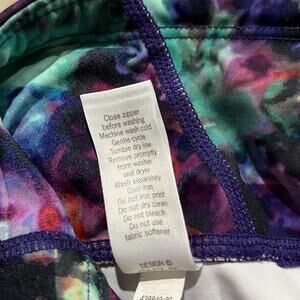 Close zipper
before washing
Machine wash cold
Gentle cycle
Tumble dry low
Remove promptly
from washer
and dryer
Wash separately
Cool iron
Do not iron print
Do not dry clean
Do not bleach
Do not use
fabric softener
DESIGN ©